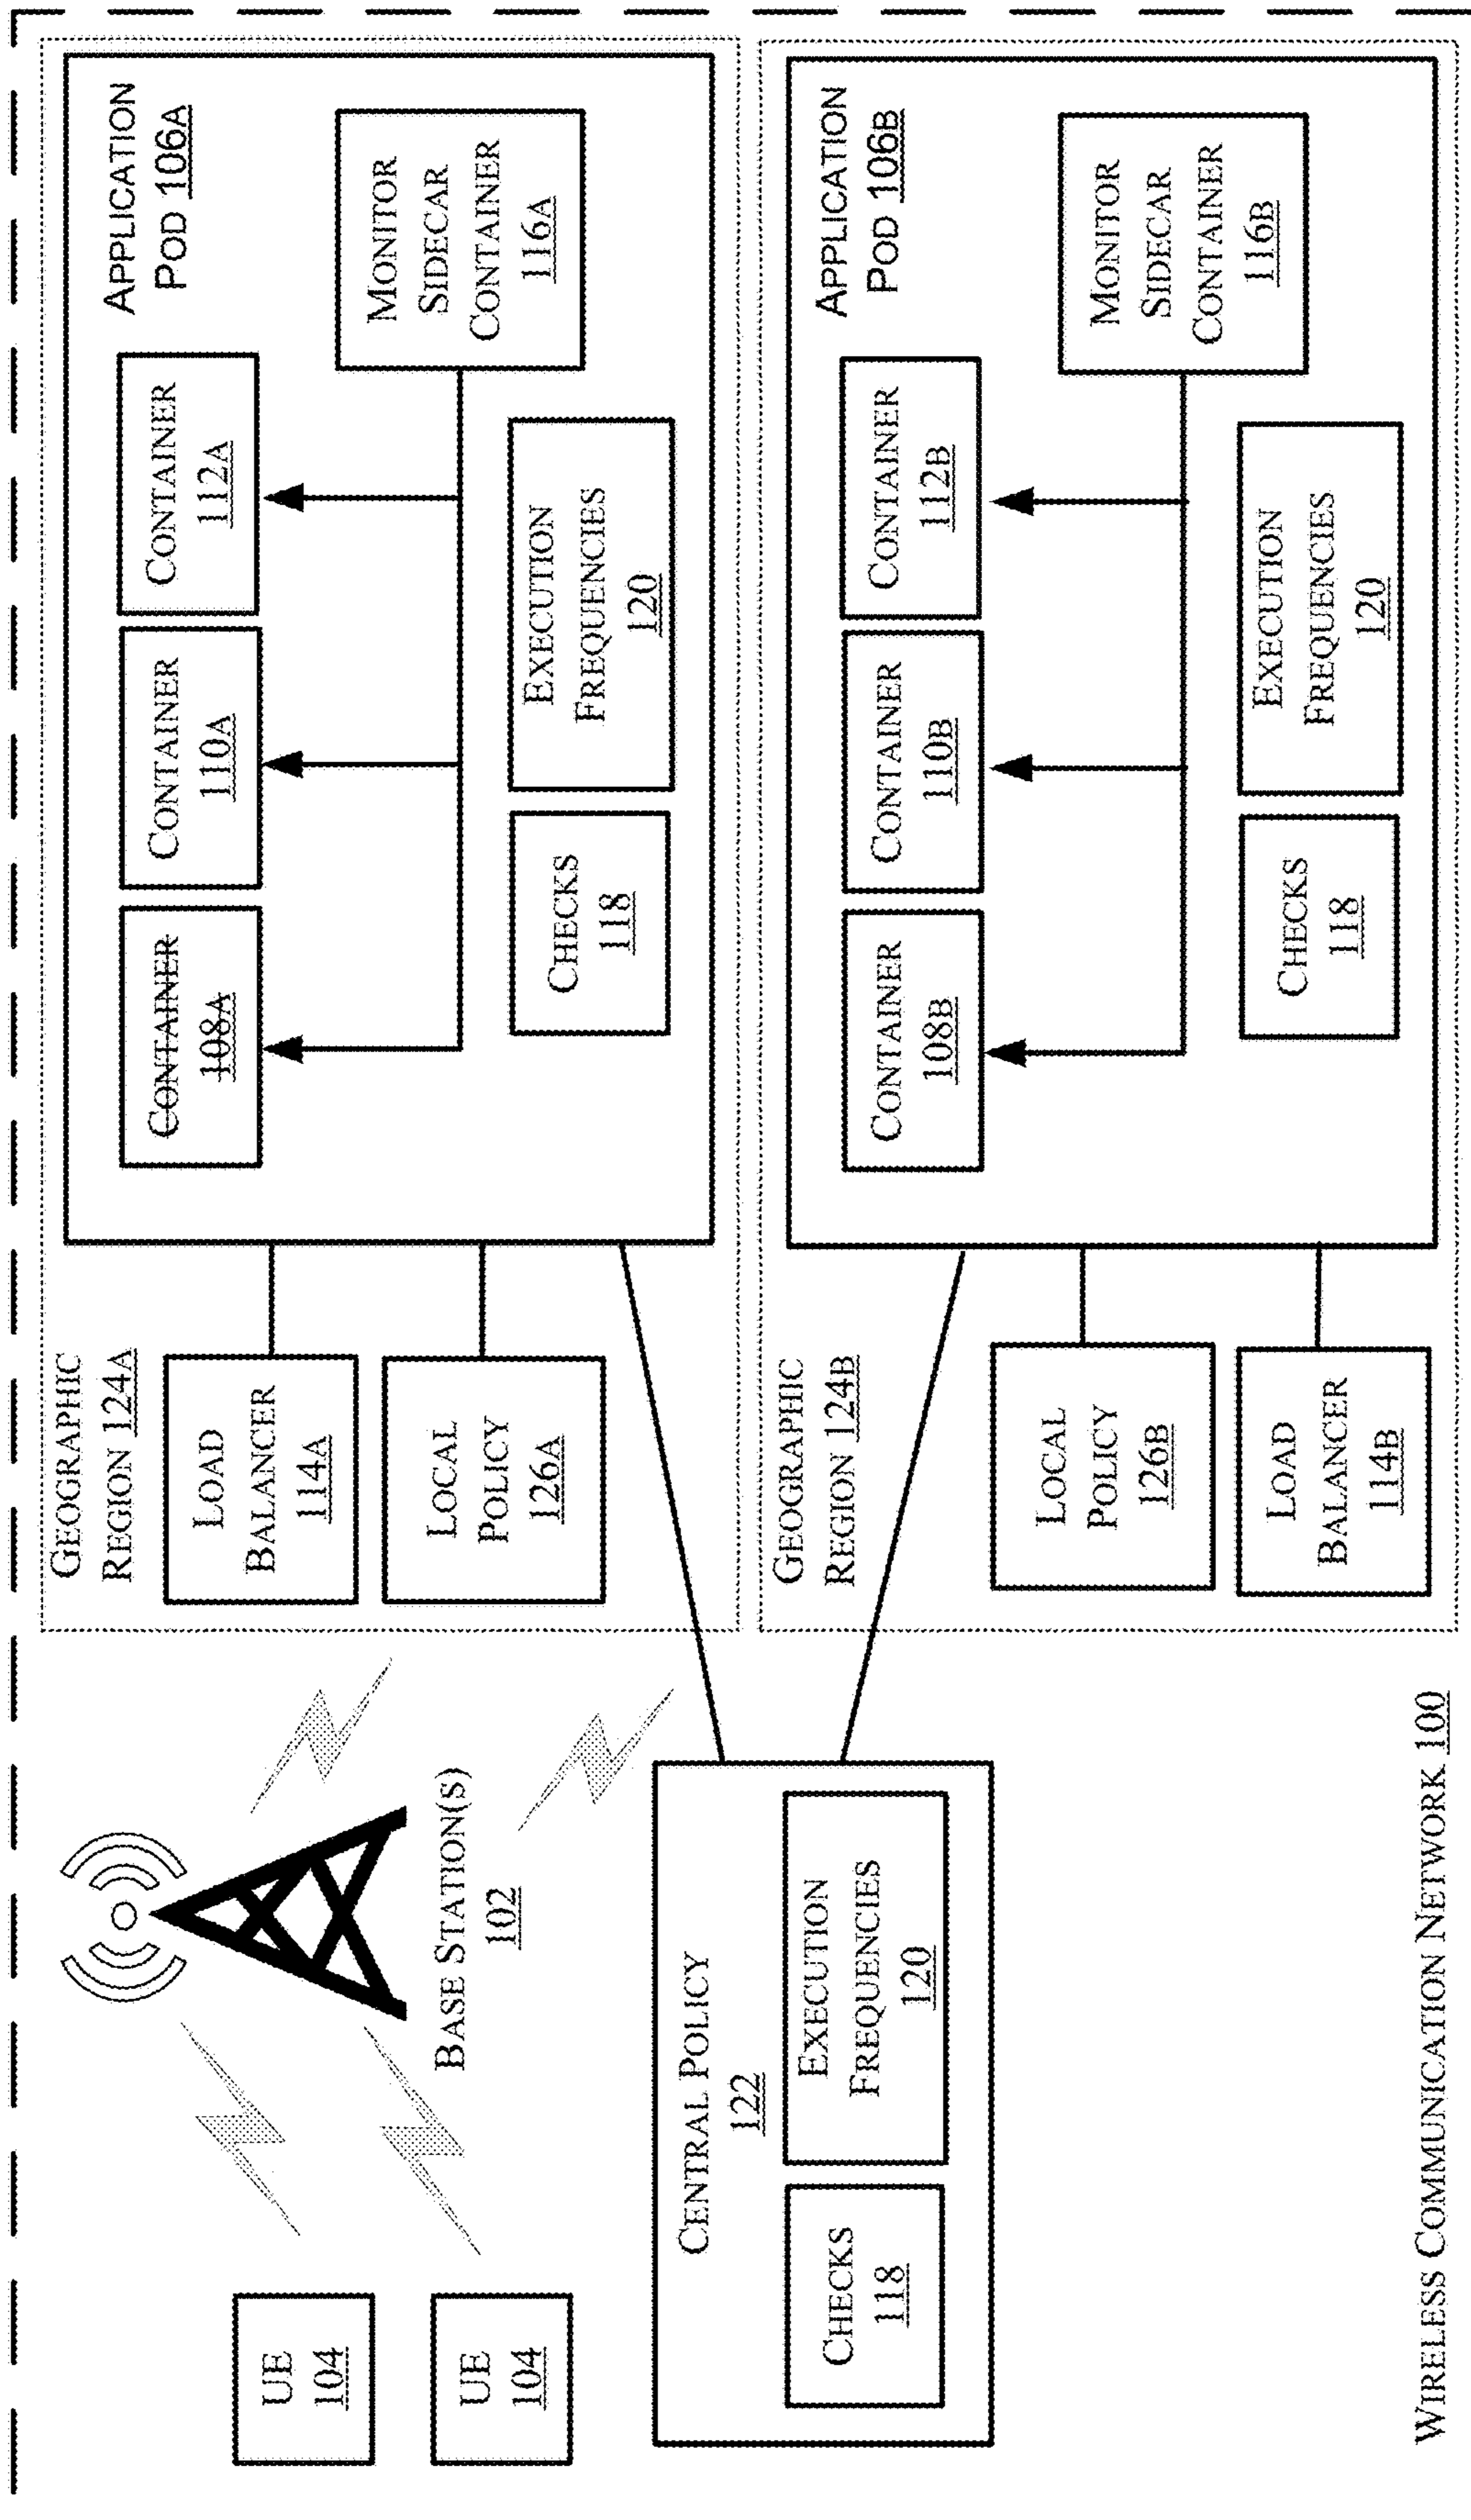 UE
104
UE
104
BASE STATION(S)
102
CENTRAL POLICY
122
CHECKS
118
EXECUTION
FREQUENCIES
120
WIRELESS COMMUNICATION NETWORK 100
GEOGRAPHIC
REGION 124A
LOAD
BALANCER
114A
LOCAL
POLICY
126A
APPLICATION
POD 106A
CONTAINER
108A
CONTAINER
110A
CONTAINER
112A
MONITOR
SIDECAR
CONTAINER
116A
CHECKS
118
EXECUTION
FREQUENCIES
120
GEOGRAPHIC
REGION 124B
LOCAL
POLICY
126B
LOAD
BALANCER
114B
APPLICATION
POD 106B
CONTAINER
108B
CONTAINER
110B
CONTAINER
112B
MONITOR
SIDECAR
CONTAINER
116B
CHECKS
118
EXECUTION
FREQUENCIES
120